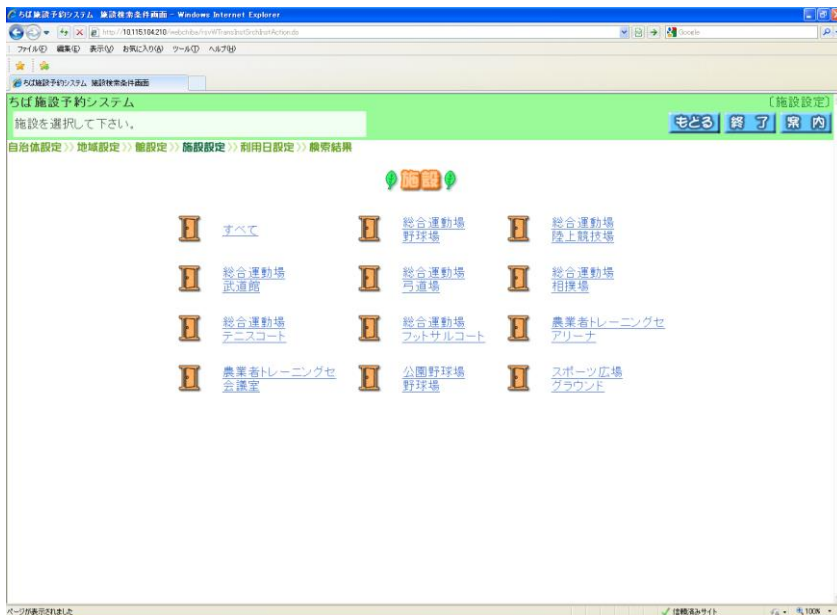 ちば施設予約システム 施設検索条件画面 - Windows Internet Explorer
Google
ファイル(F) 編集(E) 表示(V) お気に入り(A) ツール(T) ヘルプ(H)
ちば施設予約システム 施設検索条件画面
ちば施設予約システム
[施設設定]
施設を選択して下さい。
もどる 終了 案内
自治体設定>>地域設定>>館設定>>施設設定>>利用日設定>>検索結果
施設
すべて
総合運動場
野球場
総合運動場
陸上競技場
総合運動場
武道館
総合運動場
弓道場
総合運動場
相撲場
総合運動場
テニスコート
総合運動場
フットサルコート
農業者トレーニングセ
アリーナ
農業者トレーニングセ
会議室
公園野球場
野球場
スポーツ広場
グラウンド
ページが表示されました
信頼済みサイト
100%